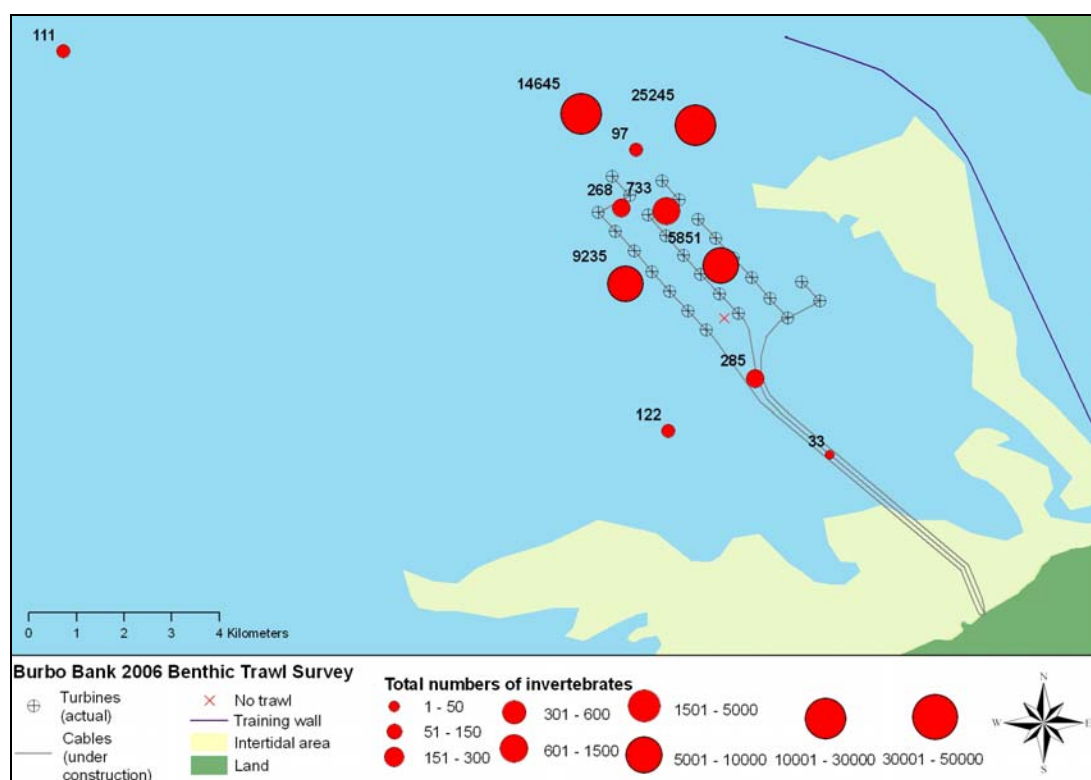 111
14645
25245
97
268 733
5851
9235
285
122
33
0 1 2 3 4 Kilometers
Burbo Bank 2006 Benthic Trawl Survey
Turbines
(actual)
Cables
(under
construction)
No trawl
Training wall
Intertidal area
Land
Total numbers of invertebrates
1 - 50
51 - 150
151 - 300
301 - 600
601 - 1500
1501 - 5000
5001 - 10000
10001 - 30000
30001 - 50000
N
W E
S